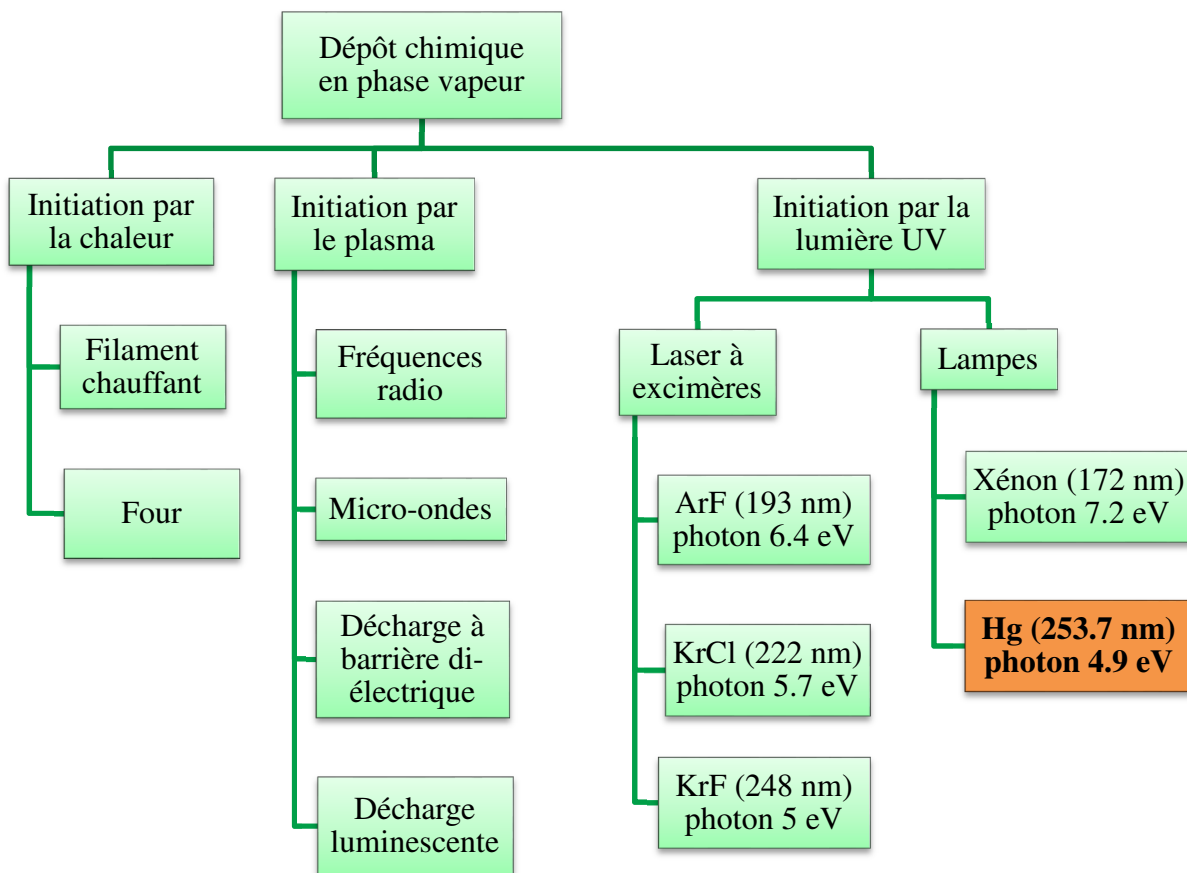 Dépôt chimique
en phase vapeur
Initiation par
la chaleur
Filament
chauffant
Four
Initiation par
le plasma
Fréquences
radio
Micro-ondes
Décharge à
barrière di-
électrique
Décharge
luminescente
Initiation par la
lumière UV
Laser à
excimères
ArF (193 nm)
photon 6.4 eV
KrCl (222 nm)
photon 5.7 eV
KrF (248 nm)
photon 5 eV
Lampes
Xénon (172 nm)
photon 7.2 eV
Hg (253.7 nm)
photon 4.9 eV